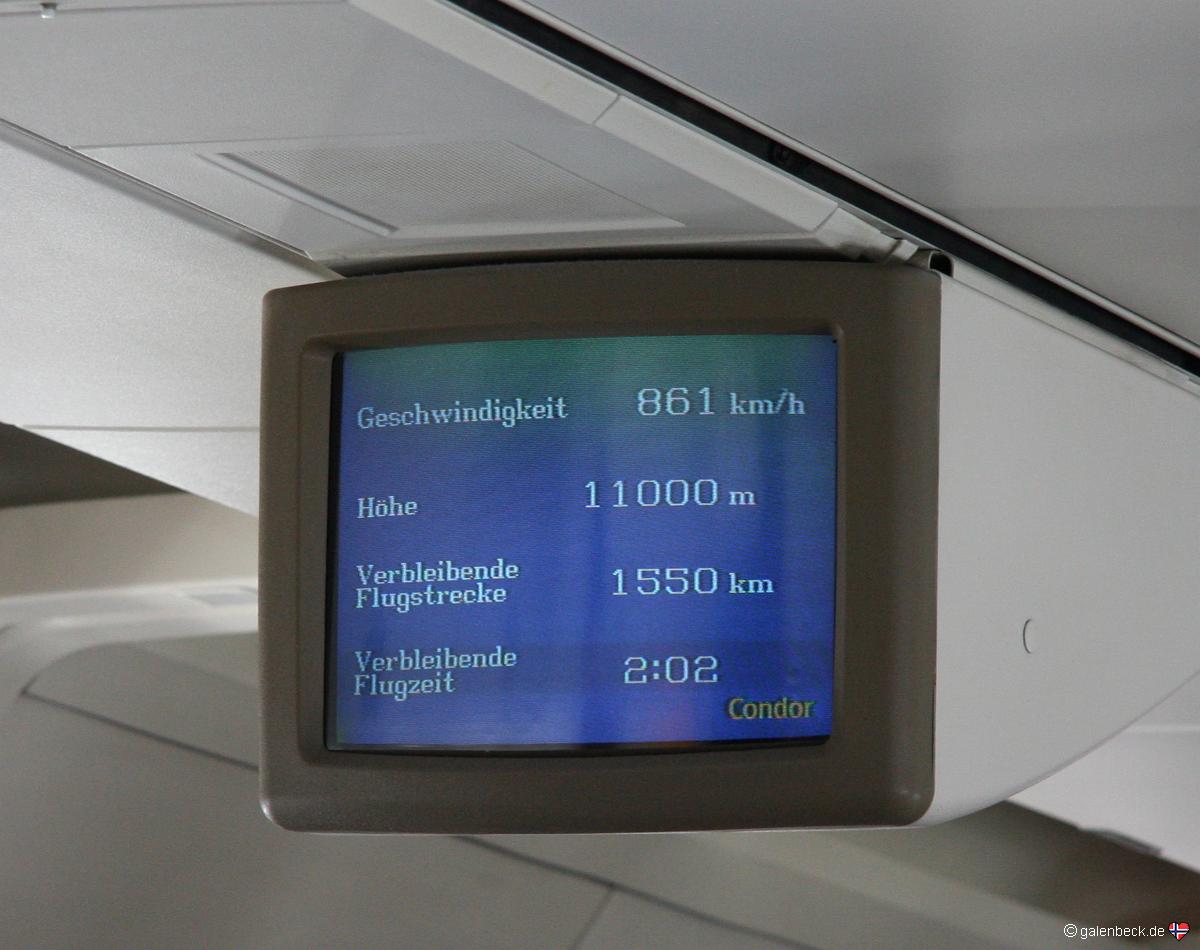 Geschwindigkeit 861 km/h
Höhe 11000 m
Verbleibende
Flugstrecke 1550 km
Verbleibende
Flugzeit 2:02
Condor
© galenbeck.de